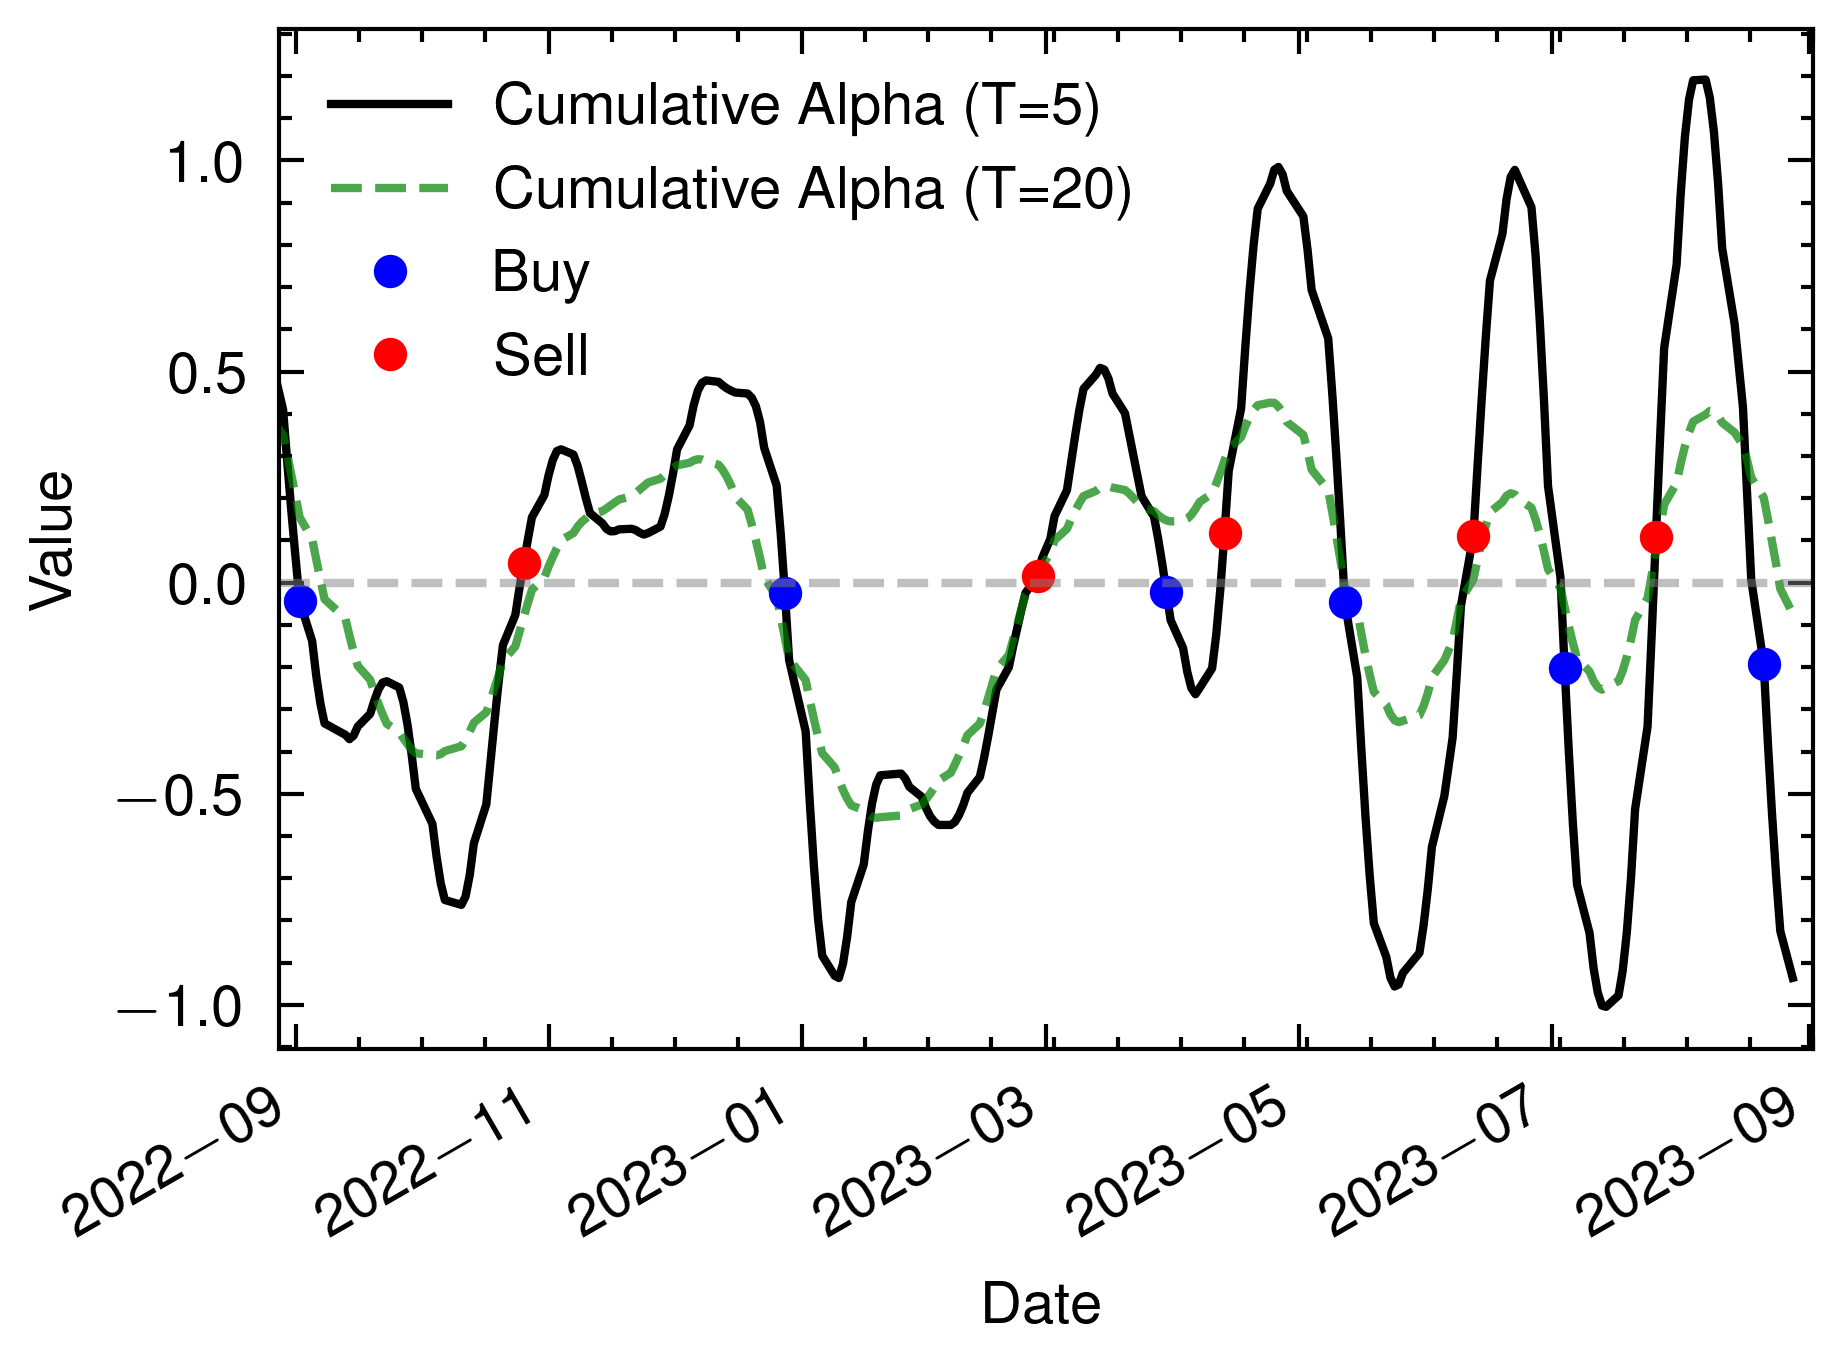 Cumulative Alpha (T=5)
Cumulative Alpha (T=20)
Buy
Sell
Value
1.0
0.5
0.0
−0.5
−1.0
2022−09
2022−11
2023−01
2023−03
2023−05
2023−07
2023−09
Date